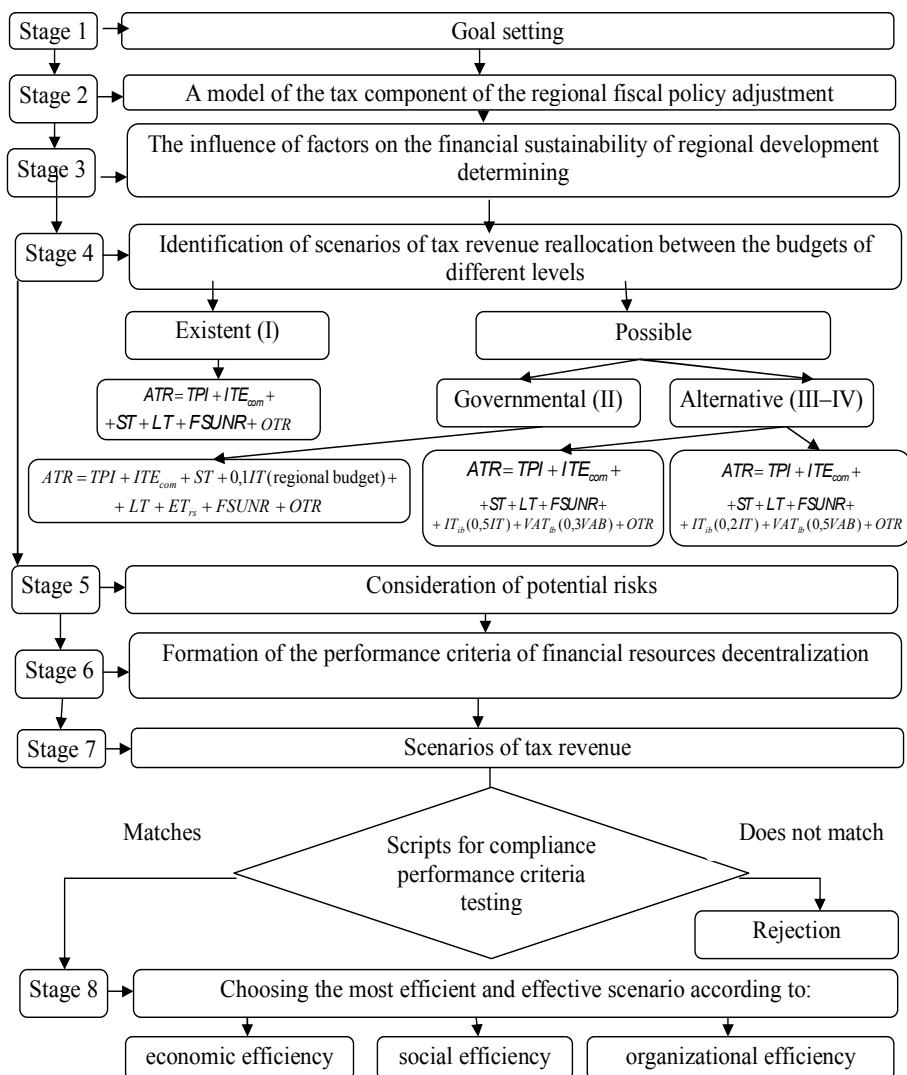 Stage 1
Goal setting
Stage 2
A model of the tax component of the regional fiscal policy adjustment
Stage 3
The influence of factors on the financial sustainability of regional development
determining
Stage 4
Identification of scenarios of tax revenue reallocation between the budgets of
different levels
Existent (I)
Possible
ATR= TPI + ITE_com +
+ST + LT + FSUNR + OTR
Governmental (II)
Alternative (III–IV)
ATR = TPI + ITE_com + ST + 0,1IT (regional budget) +
+ LT + ET_rs + FSUNR + OTR
ATR= TPI + ITE_com +
+ST + LT + FSUNR+
+ IT_ib (0,5IT) + VAT_lb (0,3VAB) + OTR
ATR= TPI + ITE_com +
+ST + LT + FSUNR+
+ IT_ib (0,2IT) + VAT_lb (0,5VAB) + OTR
Stage 5
Consideration of potential risks
Stage 6
Formation of the performance criteria of financial resources decentralization
Stage 7
Scenarios of tax revenue
Matches
Does not match
Scripts for compliance
performance criteria
testing
Rejection
Stage 8
Choosing the most efficient and effective scenario according to:
economic efficiency
social efficiency
organizational efficiency